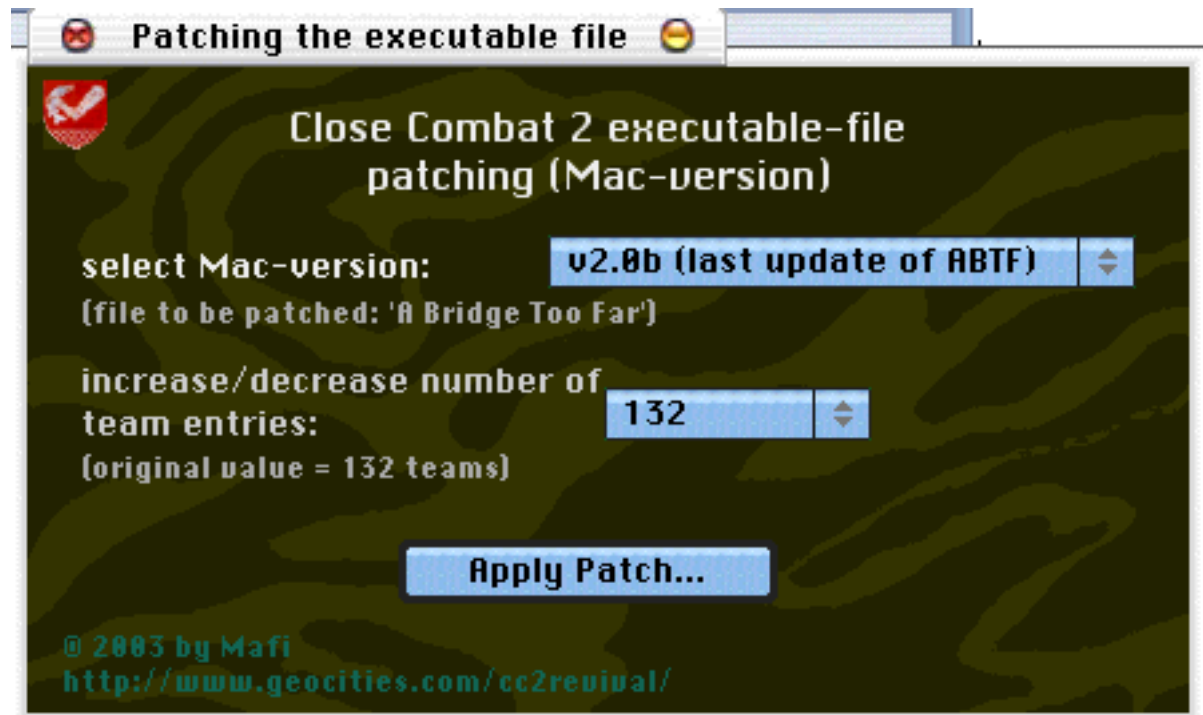 Patching the executable file
Close Combat 2 executable-file
patching (Mac-version)
select Mac-version:
v2.0b (last update of ABTF)
(file to be patched: 'A Bridge Too Far')
increase/decrease number of
team entries:
132
(original value = 132 teams)
Apply Patch...
© 2003 by Mafi
http://www.geocities.com/cc2revival/